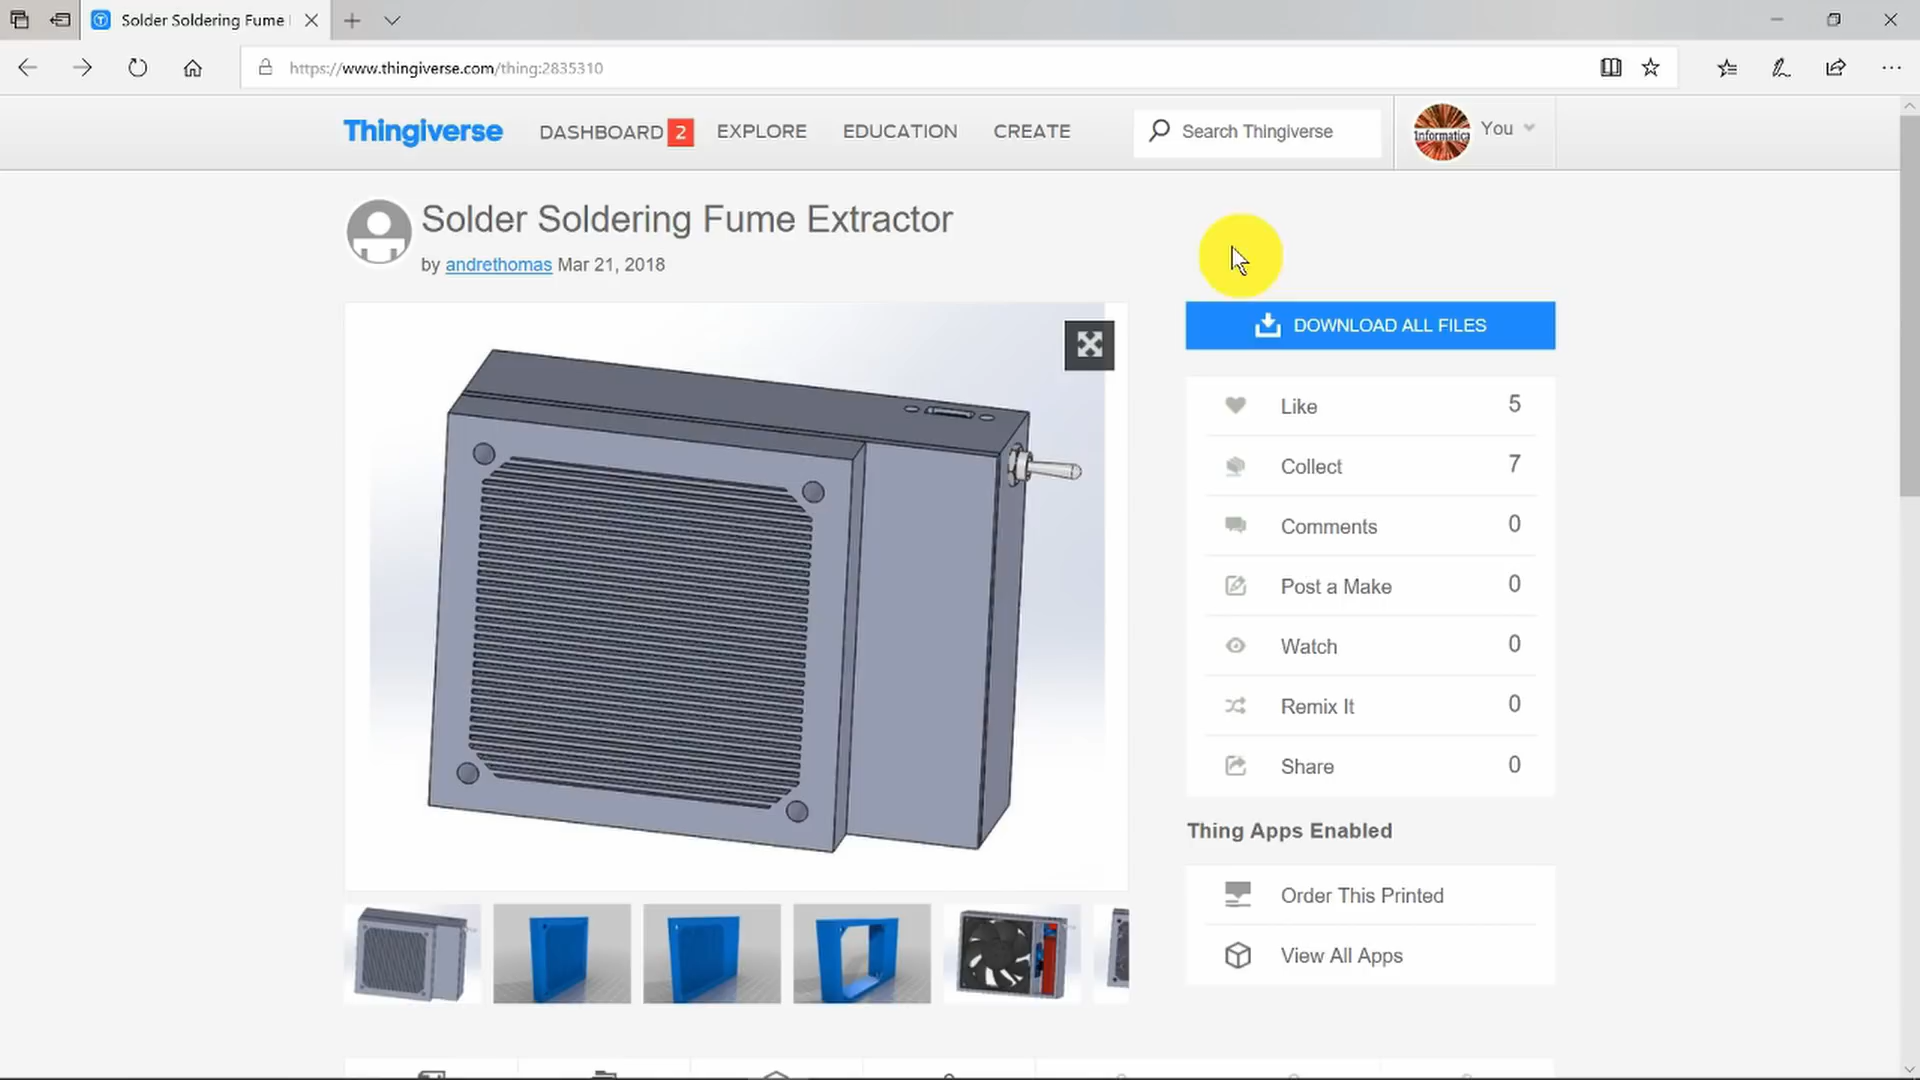 Solder Soldering Fume
https://www.thingiverse.com/thing:2835310
Thingiverse
DASHBOARD 2
EXPLORE
EDUCATION
CREATE
Search Thingiverse
1nformatica
You
Solder Soldering Fume Extractor
by andrethomas Mar 21, 2018
DOWNLOAD ALL FILES
Like 5
Collect 7
Comments 0
Post a Make 0
Watch 0
Remix It 0
Share 0
Thing Apps Enabled
Order This Printed
View All Apps